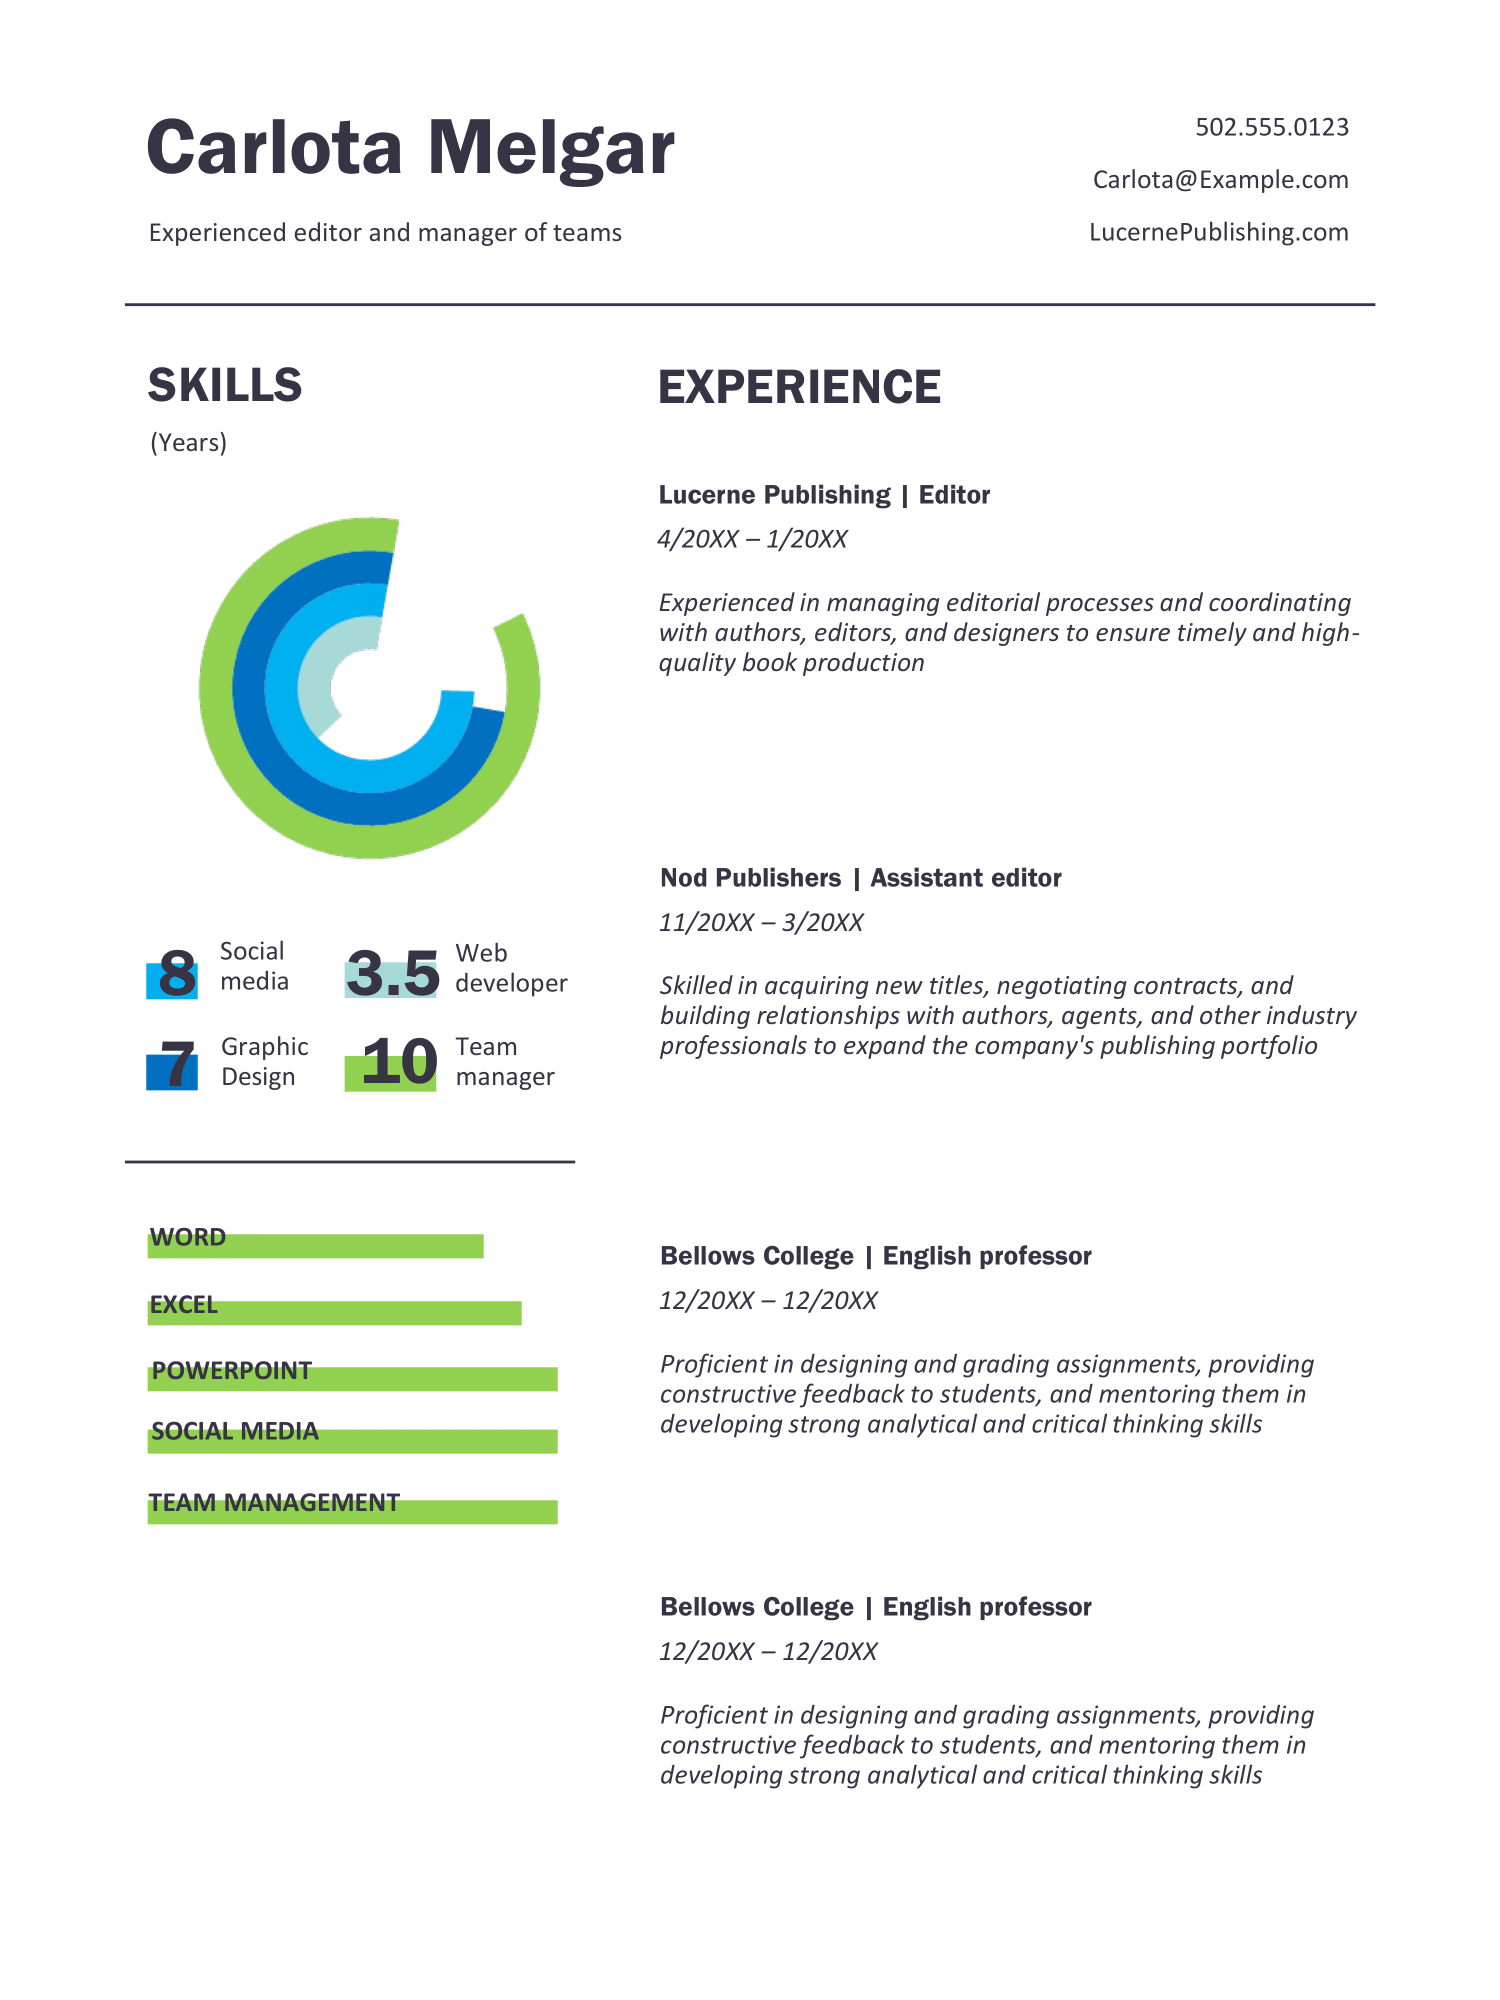 Carlota Melgar
Experienced editor and manager of teams
502.555.0123
Carlota@Example.com
LucernePublishing.com
SKILLS
(Years)
8
Social
media
3.5
Web
developer
7
Graphic
Design
10
Team
manager
WORD
EXCEL
POWERPOINT
SOCIAL MEDIA
TEAM MANAGEMENT
EXPERIENCE
Lucerne Publishing | Editor
4/20XX – 1/20XX
Experienced in managing editorial processes and coordinating
with authors, editors, and designers to ensure timely and high-
quality book production
Nod Publishers | Assistant editor
11/20XX – 3/20XX
Skilled in acquiring new titles, negotiating contracts, and
building relationships with authors, agents, and other industry
professionals to expand the company's publishing portfolio
Bellows College | English professor
12/20XX – 12/20XX
Proficient in designing and grading assignments, providing
constructive feedback to students, and mentoring them in
developing strong analytical and critical thinking skills
Bellows College | English professor
12/20XX – 12/20XX
Proficient in designing and grading assignments, providing
constructive feedback to students, and mentoring them in
developing strong analytical and critical thinking skills